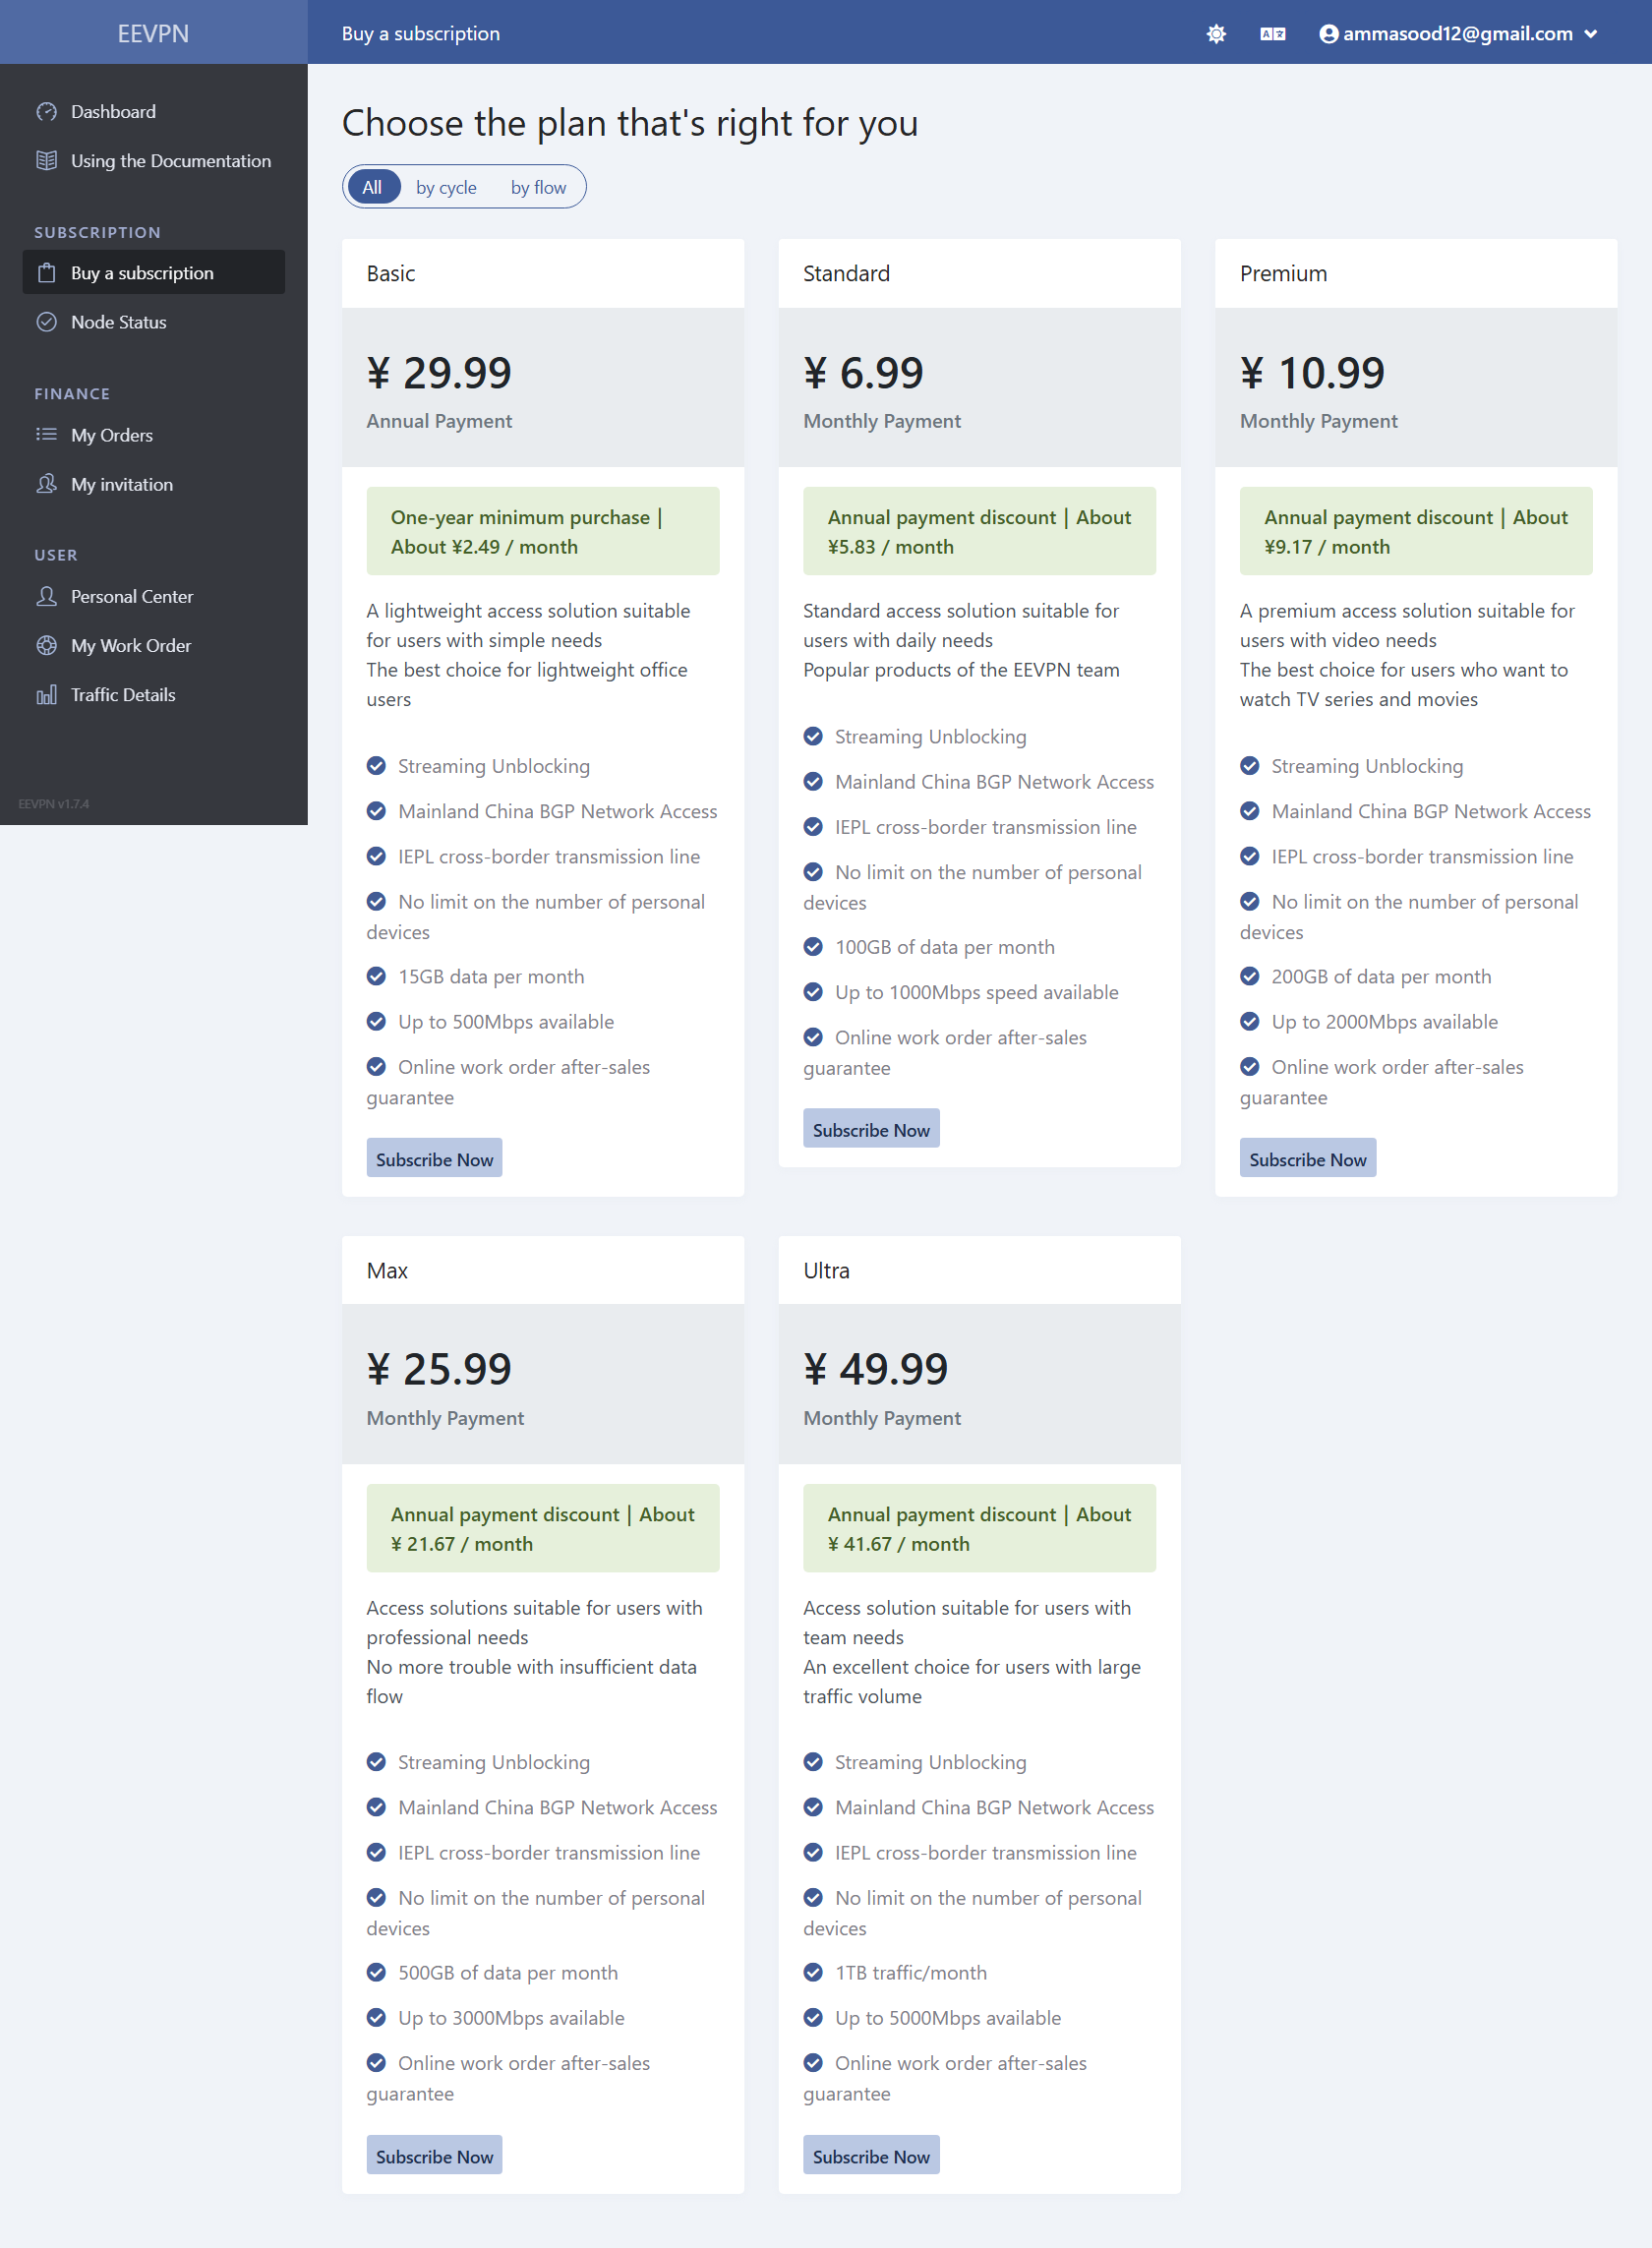 EEVPN
Buy a subscription
ammasood12@gmail.com
Dashboard
Using the Documentation
SUBSCRIPTION
Buy a subscription
Node Status
FINANCE
My Orders
My invitation
USER
Personal Center
My Work Order
Traffic Details
EEVPN v1.7.4
Choose the plan that's right for you
All
by cycle
by flow
Basic
¥ 29.99
Annual Payment
One-year minimum purchase |
About ¥2.49 / month
A lightweight access solution suitable
for users with simple needs
The best choice for lightweight office
users
Streaming Unblocking
Mainland China BGP Network Access
IEPL cross-border transmission line
No limit on the number of personal
devices
15GB data per month
Up to 500Mbps available
Online work order after-sales
guarantee
Subscribe Now
Standard
¥ 6.99
Monthly Payment
Annual payment discount | About
¥5.83 / month
Standard access solution suitable for
users with daily needs
Popular products of the EEVPN team
Streaming Unblocking
Mainland China BGP Network Access
IEPL cross-border transmission line
No limit on the number of personal
devices
100GB of data per month
Up to 1000Mbps speed available
Online work order after-sales
guarantee
Subscribe Now
Premium
¥ 10.99
Monthly Payment
Annual payment discount | About
¥9.17 / month
A premium access solution suitable for
users with video needs
The best choice for users who want to
watch TV series and movies
Streaming Unblocking
Mainland China BGP Network Access
IEPL cross-border transmission line
No limit on the number of personal
devices
200GB of data per month
Up to 2000Mbps available
Online work order after-sales
guarantee
Subscribe Now
Max
¥ 25.99
Monthly Payment
Annual payment discount | About
¥ 21.67 / month
Access solutions suitable for users with
professional needs
No more trouble with insufficient data
flow
Streaming Unblocking
Mainland China BGP Network Access
IEPL cross-border transmission line
No limit on the number of personal
devices
500GB of data per month
Up to 3000Mbps available
Online work order after-sales
guarantee
Subscribe Now
Ultra
¥ 49.99
Monthly Payment
Annual payment discount | About
¥ 41.67 / month
Access solution suitable for users with
team needs
An excellent choice for users with large
traffic volume
Streaming Unblocking
Mainland China BGP Network Access
IEPL cross-border transmission line
No limit on the number of personal
devices
1TB traffic/month
Up to 5000Mbps available
Online work order after-sales
guarantee
Subscribe Now